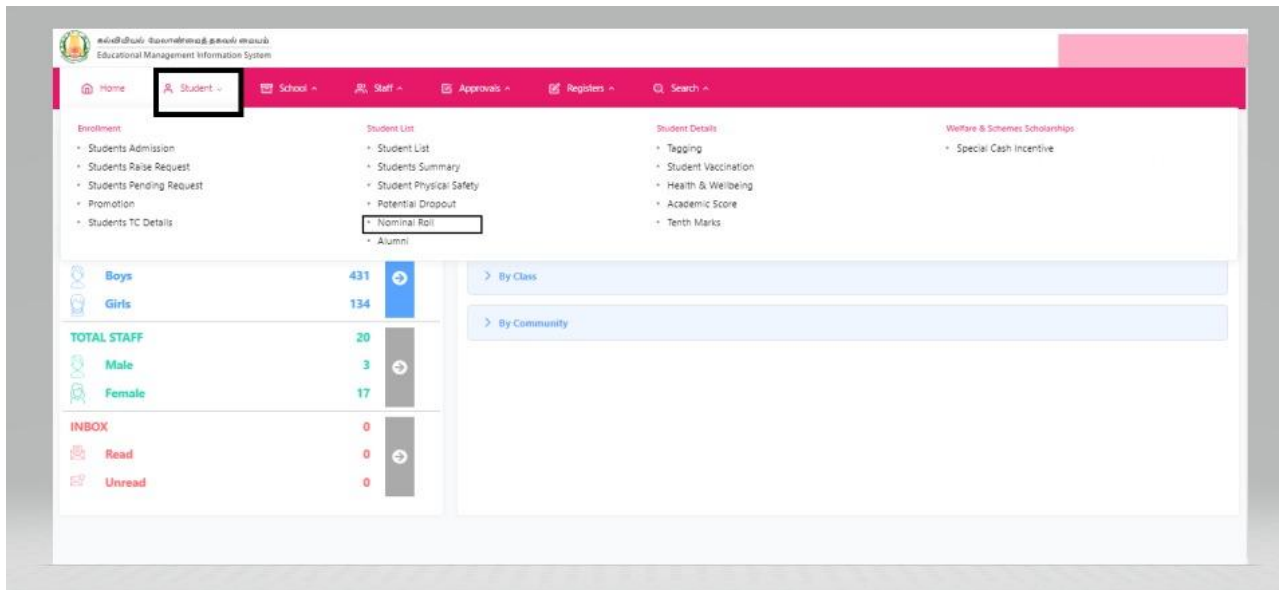 கல்வியியல் மேலாண்மைத் தகவல் மையம்
Educational Management Information System
Home Student School Staff Approvals Registers Search
Enrollment
Students Admission
Students Raise Request
Students Pending Request
Promotion
Students TC Details
Student List
Student List
Students Summary
Student Physical Safety
Potential Dropout
Nominal Roll
Alumni
Student Details
Tagging
Student Vaccination
Health & Wellbeing
Academic Score
Tenth Marks
Welfare & Schemes Scholarships
Special Cash Incentive
Boys 431
Girls 134
TOTAL STAFF 20
Male 3
Female 17
INBOX 0
Read 0
Unread 0
By Class
By Community